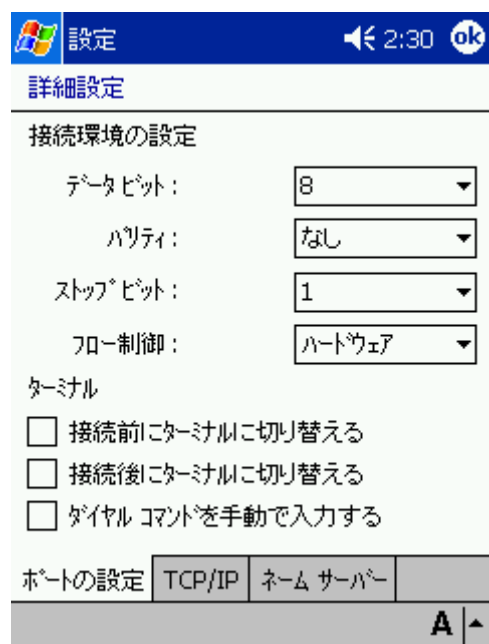 設定 2:30 ok
詳細設定
接続環境の設定
ﾃﾞｰﾀ ﾋﾞｯﾄ : 8
ﾊﾟﾘﾃｨ : なし
ｽﾄｯﾌﾟ ﾋﾞｯﾄ : 1
ﾌﾛｰ制御 : ﾊｰﾄﾞｳｪｱ
ﾀｰﾐﾅﾙ
接続前にﾀｰﾐﾅﾙに切り替える
接続後にﾀｰﾐﾅﾙに切り替える
ﾀﾞｲﾔﾙ ｺﾏﾝﾄﾞを手動で入力する
ﾎﾟｰﾄの設定 TCP/IP ﾈｰﾑ ｻｰﾊﾞｰ
A